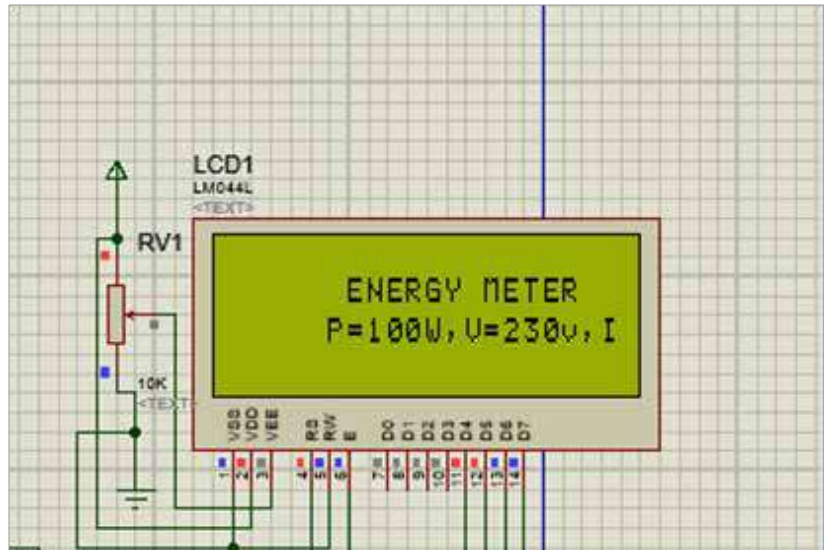 LCD1
LM044L
<TEXT>
RV1
ENERGY METER
P=100W,V=230v,I
10K
<TEXT>
VSS VDD VEE RS RW E D0 D1 D2 D3 D4 D5 D6 D7
1 2 3 4 5 6 7 8 9 10 11 12 13 14